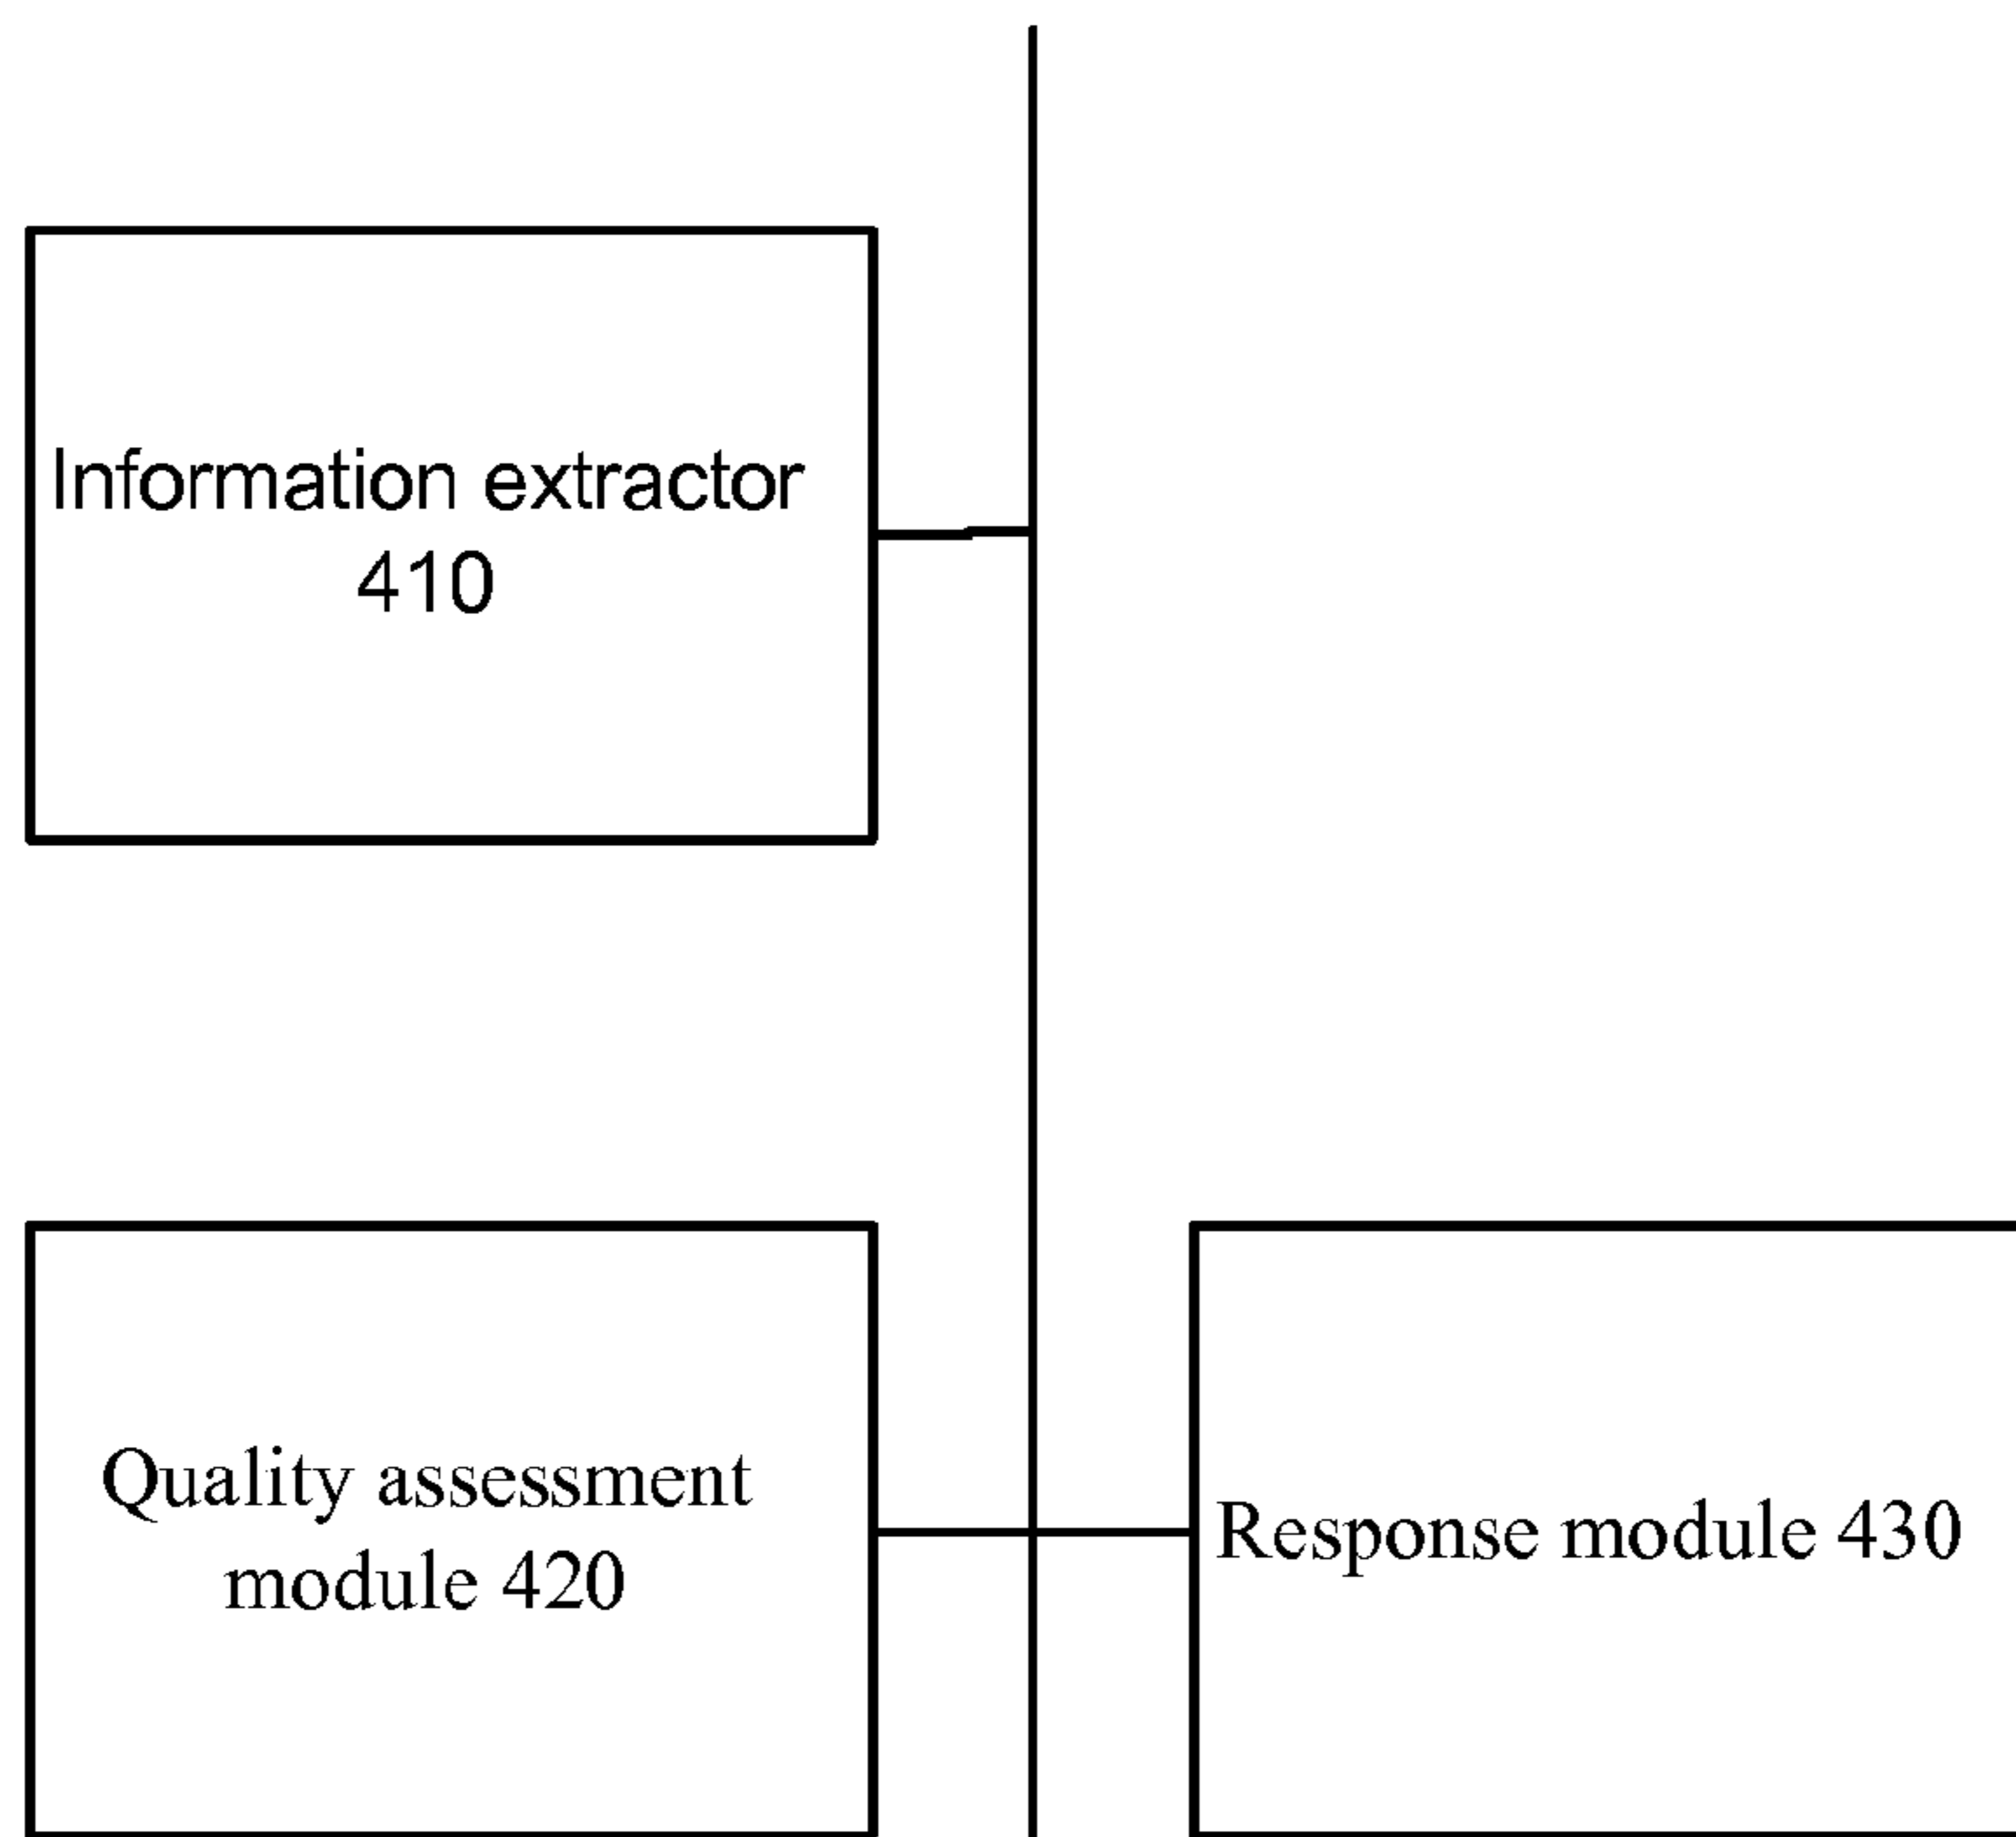 Information extractor
410
Quality assessment
module 420
Response module 430